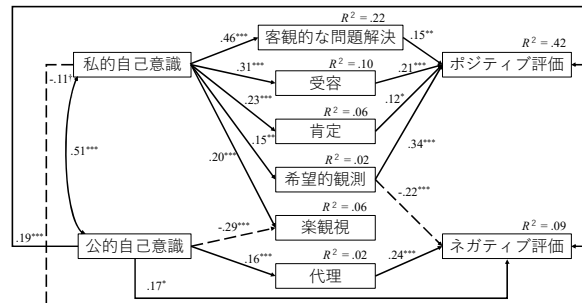 R² = .22
客観的な問題解決
.46***
.15**
R² = .42
-.11†
私的自己意識
.31***
R² = .10
受容
.21***
ポジティブ評価
.23***
R² = .06
肯定
.12*
.15**
R² = .02
希望的観測
.34***
.51***
.20***
-.22***
R² = .06
楽観視
-.29***
R² = .09
.19***
公的自己意識
R² = .02
代理
.16***
.24***
ネガティブ評価
.17*